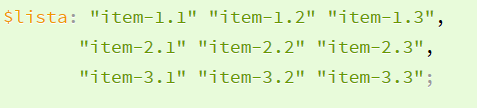 $lista: "item-1.1" "item-1.2" "item-1.3",
"item-2.1" "item-2.2" "item-2.3",
"item-3.1" "item-3.2" "item-3.3";